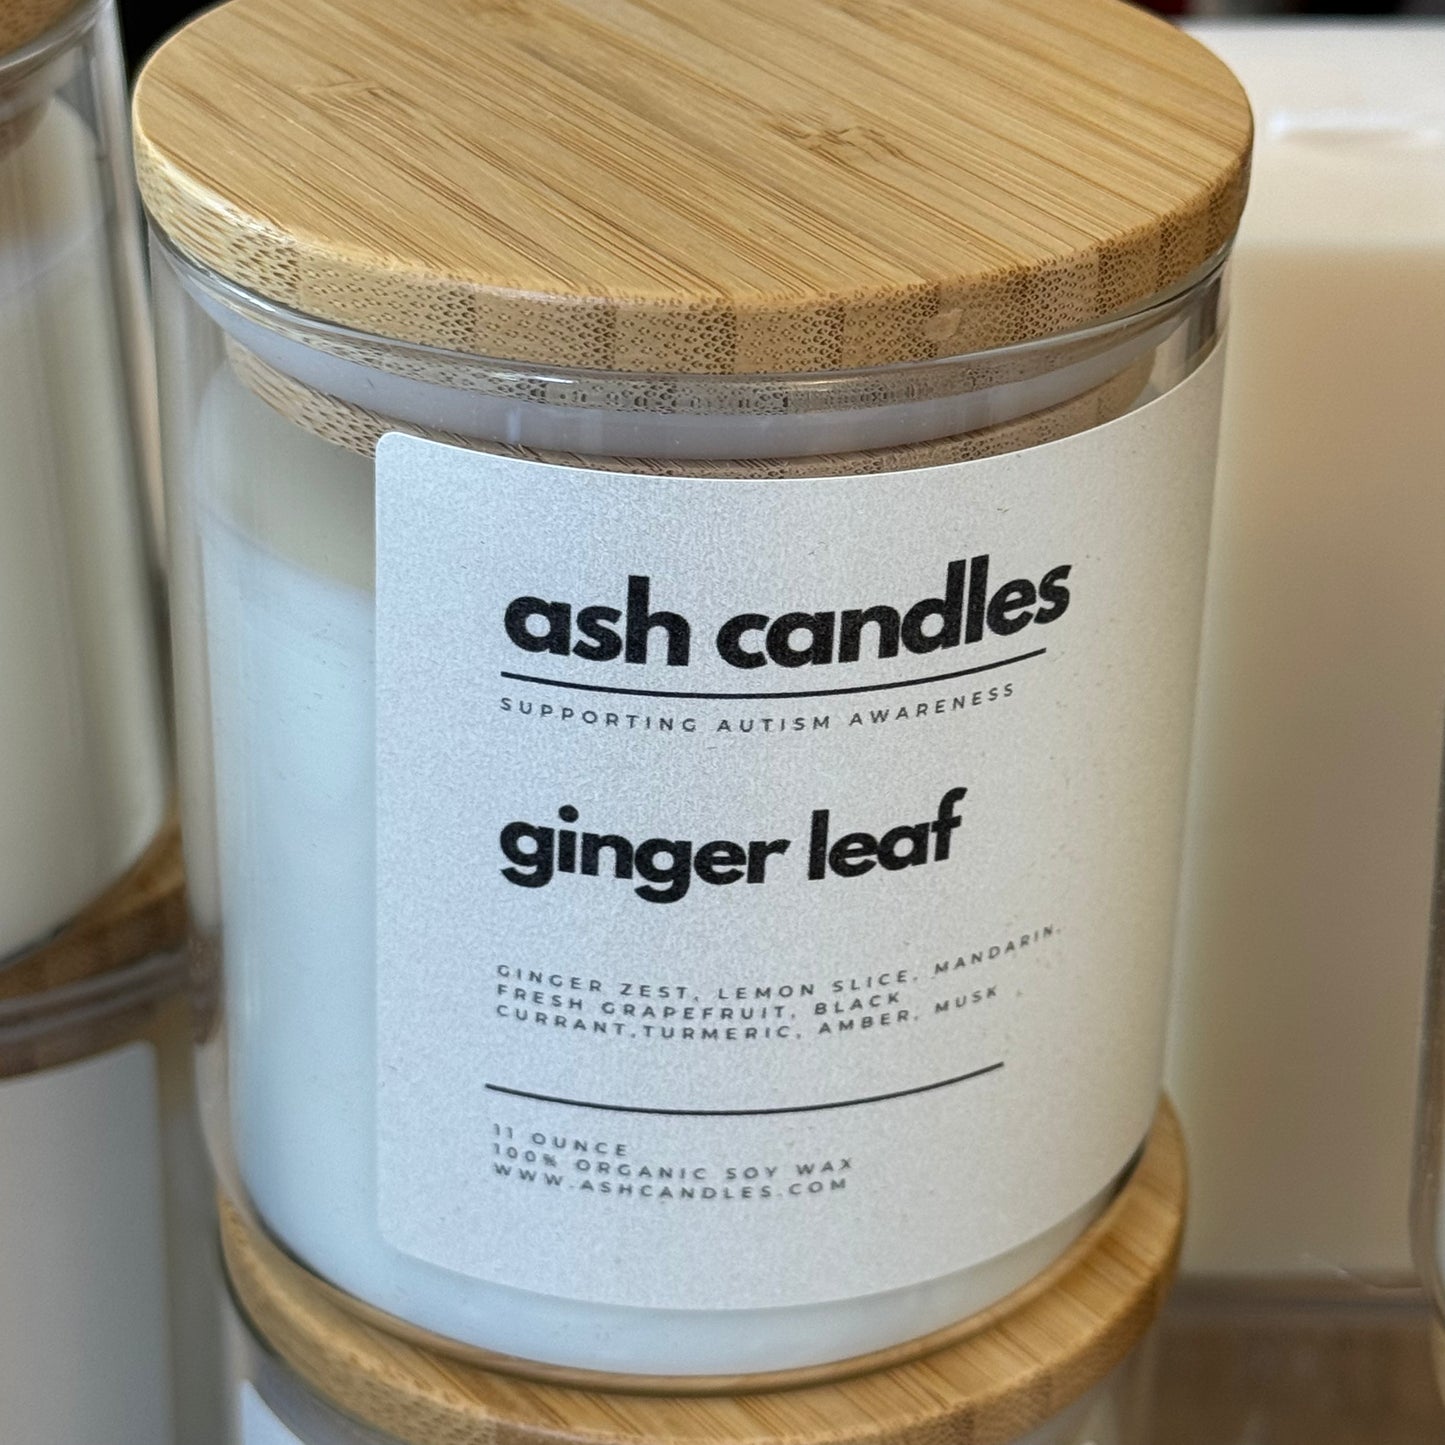 ash candles
SUPPORTING AUTISM AWARENESS
ginger leaf
GINGER ZEST, LEMON SLICE, MANDARIN,
FRESH GRAPEFRUIT, BLACK
CURRANT,TURMERIC, AMBER, MUSK
11 OUNCE
100% ORGANIC SOY WAX
WWW.ASHCANDLES.COM